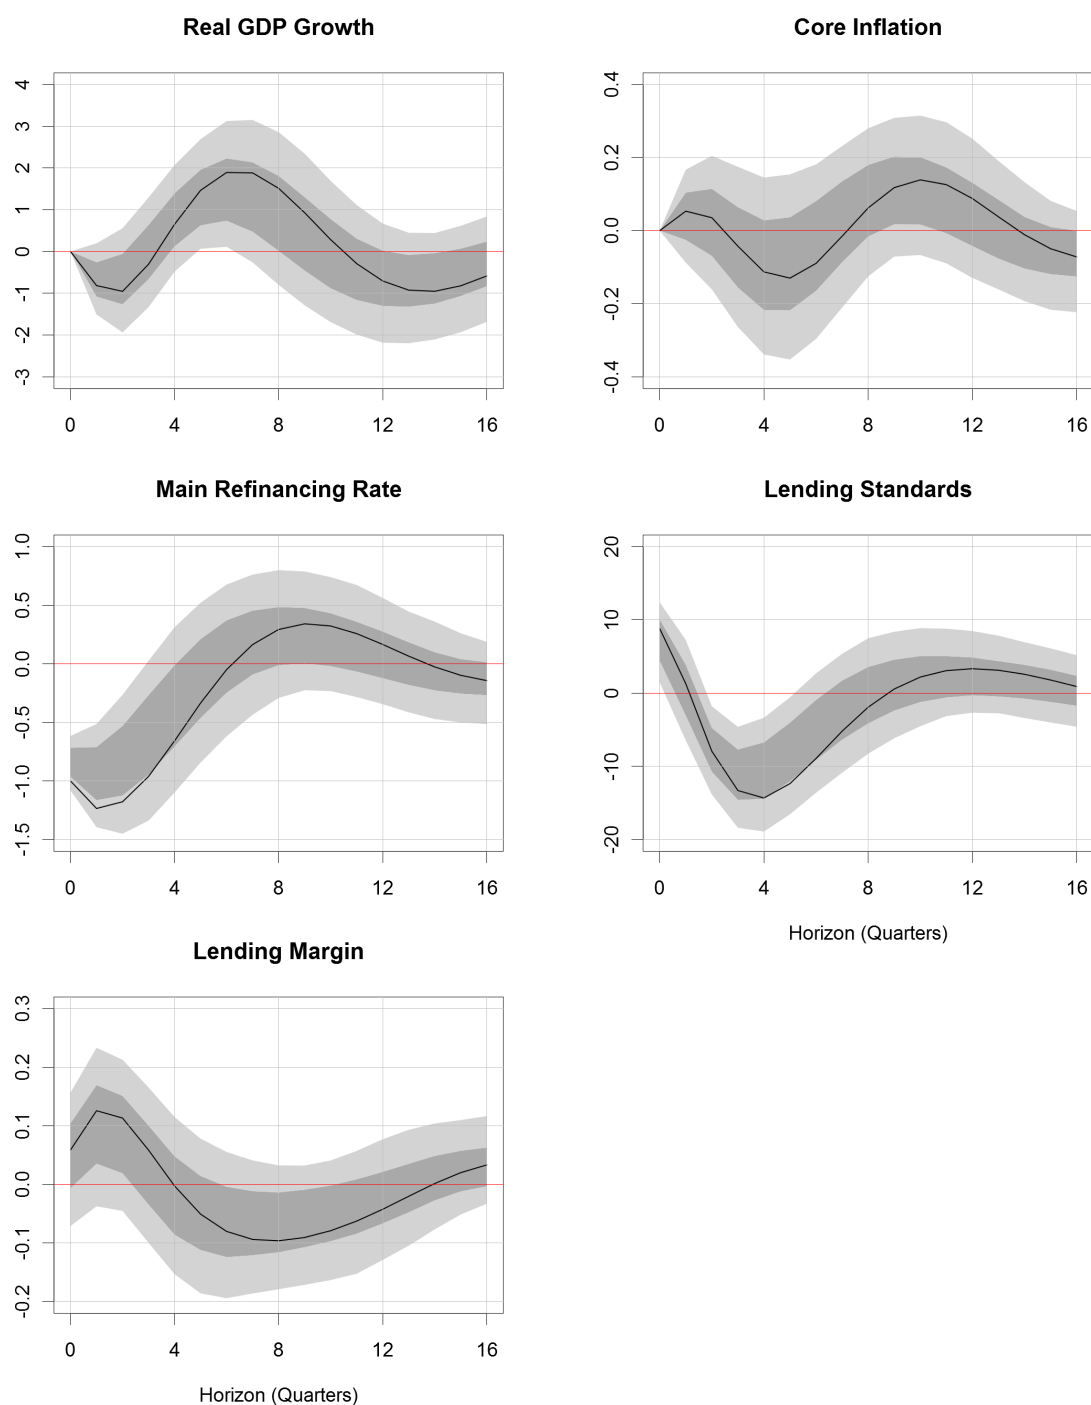 Real GDP Growth
4
3
2
1
0
-1
-2
-3
0 4 8 12 16
Core Inflation
0.4
0.2
0.0
-0.2
-0.4
0 4 8 12 16
Main Refinancing Rate
1.0
0.5
0.0
-0.5
-1.0
-1.5
0 4 8 12 16
Lending Standards
20
10
0
-10
-20
0 4 8 12 16
Horizon (Quarters)
Lending Margin
0.3
0.2
0.1
0.0
-0.1
-0.2
0 4 8 12 16
Horizon (Quarters)